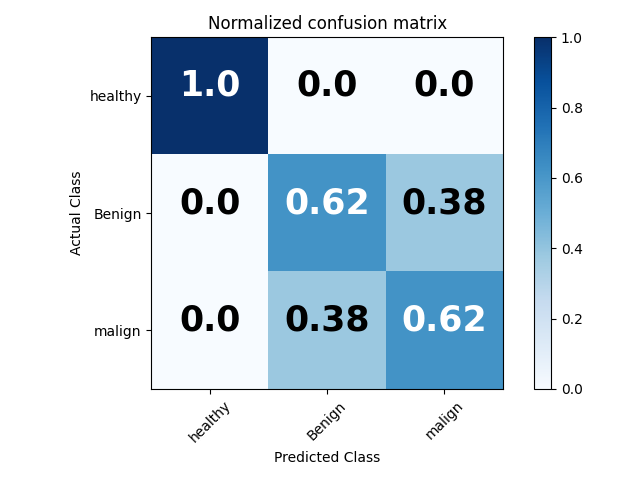 Normalized confusion matrix
Actual Class
healthy
1.0 0.0 0.0
Benign
0.0 0.62 0.38
malign
0.0 0.38 0.62
healthy Benign malign
Predicted Class
1.0
0.8
0.6
0.4
0.2
0.0